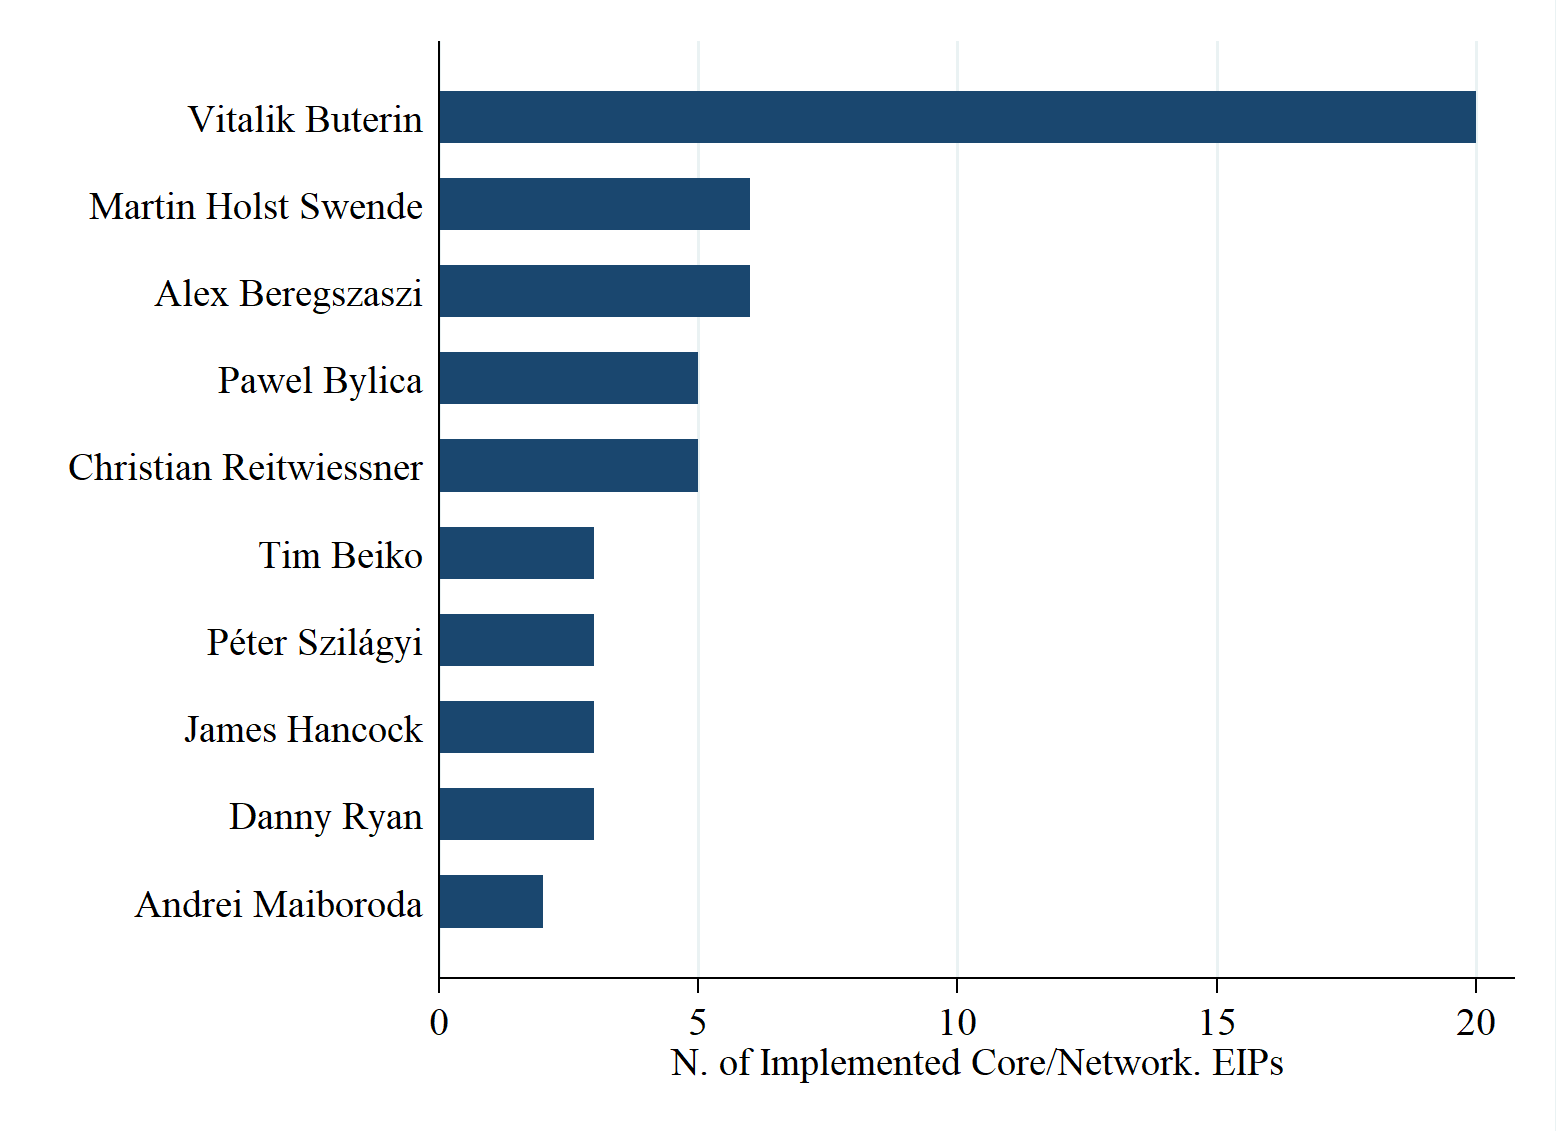 Vitalik Buterin
Martin Holst Swende
Alex Beregszaszi
Pawel Bylica
Christian Reitwiessner
Tim Beiko
Péter Szilágyi
James Hancock
Danny Ryan
Andrei Maiboroda
0 5 10 15 20
N. of Implemented Core/Network. EIPs